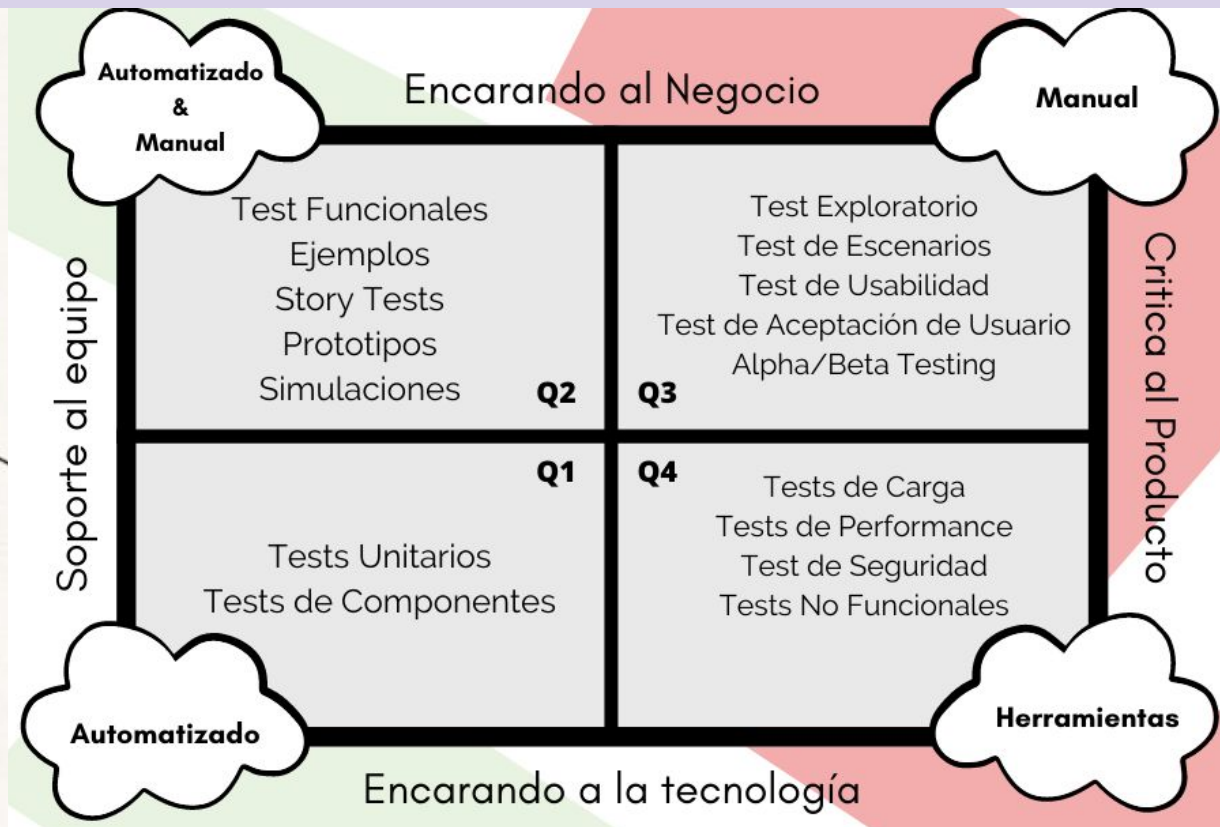 Automatizado
&
Manual
Encarando al Negocio
Manual
Soporte al equipo
Test Funcionales
Ejemplos
Story Tests
Prototipos
Simulaciones
Q2
Test Exploratorio
Test de Escenarios
Test de Usabilidad
Test de Aceptación de Usuario
Alpha/Beta Testing
Q3
Critica al Producto
Q1
Tests Unitarios
Tests de Componentes
Q4
Tests de Carga
Tests de Performance
Test de Seguridad
Tests No Funcionales
Automatizado
Herramientas
Encarando a la tecnología